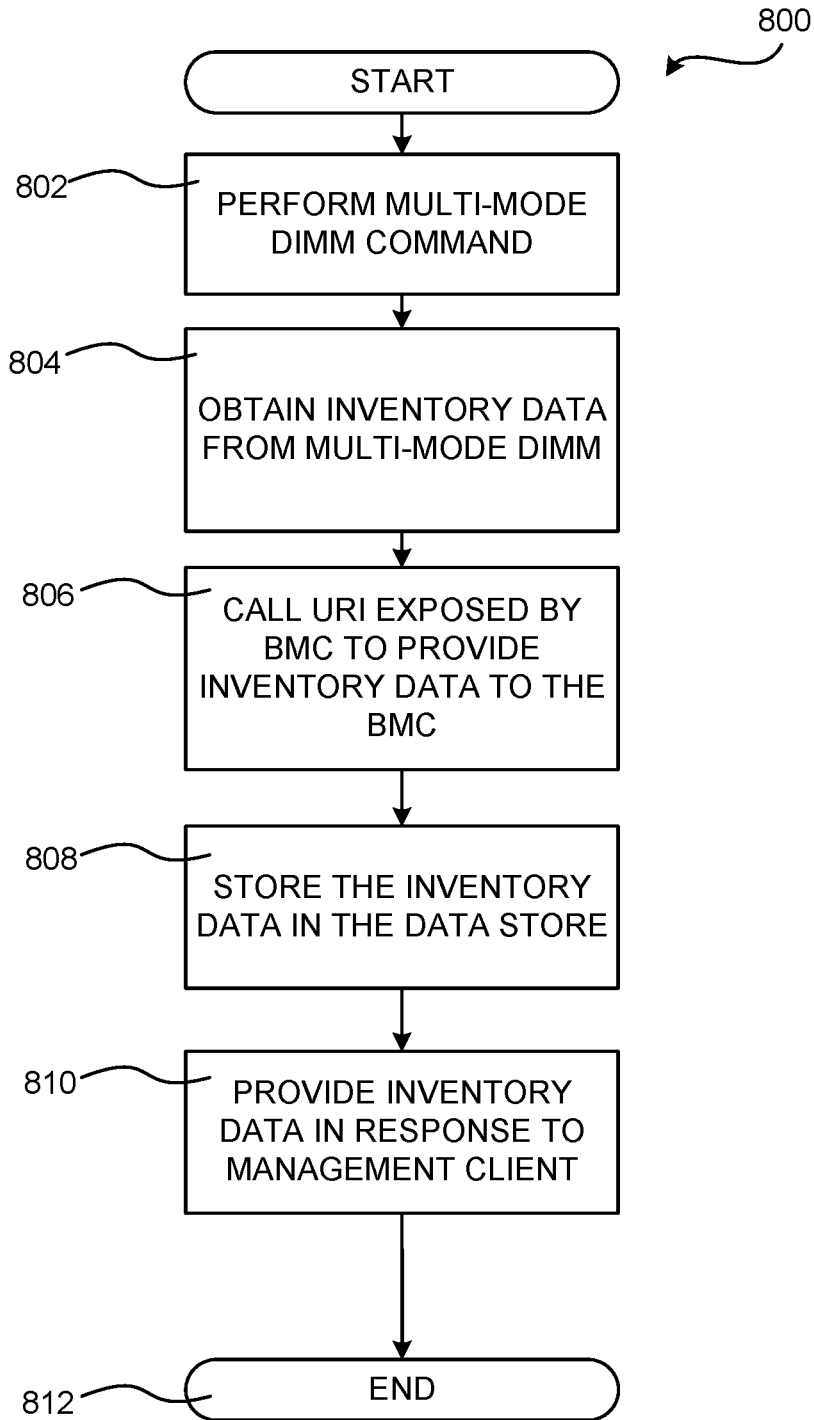 800
START
802
PERFORM MULTI-MODE
DIMM COMMAND
804
OBTAIN INVENTORY DATA
FROM MULTI-MODE DIMM
806
CALL URI EXPOSED BY
BMC TO PROVIDE
INVENTORY DATA TO THE
BMC
808
STORE THE INVENTORY
DATA IN THE DATA STORE
810
PROVIDE INVENTORY
DATA IN RESPONSE TO
MANAGEMENT CLIENT
812
END